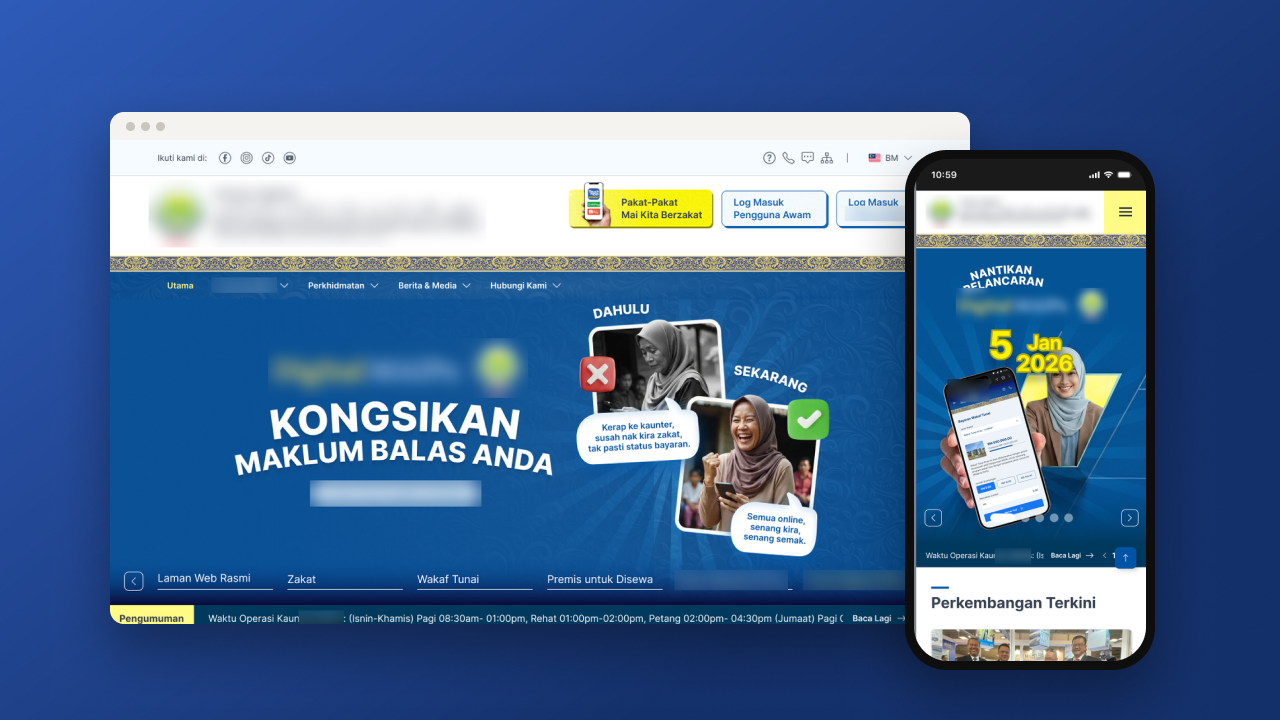 Ikuti kami di:
BM
Pakat-Pakat
Mai Kita Berzakat
Log Masuk
Pengguna Awam
Log Masuk
Utama
Perkhidmatan
Berita & Media
Hubungi Kami
KONGSIKAN
MAKLUM BALAS ANDA
DAHULU
Kerap ke kaunter,
susah nak kira zakat,
tak pasti status bayaran.
SEKARANG
Semua online,
senang kira,
senang semak.
Laman Web Rasmi
Zakat
Wakaf Tunai
Premis untuk Disewa
Pengumuman
Waktu Operasi Kaun : (Isnin-Khamis) Pagi 08:30am- 01:00pm, Rehat 01:00pm-02:00pm, Petang 02:00pm- 04:30pm (Jumaat) Pagi
Baca Lagi
10:59
NANTIKAN
PELANCARAN
5 Jan
2026
Waktu Operasi Kau
Baca Lagi
Perkembangan Terkini